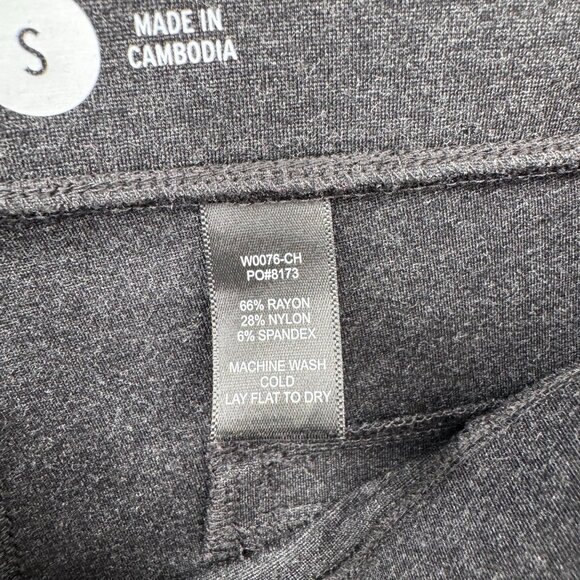 S
MADE IN
CAMBODIA
W0076-CH
PO#8173
66% RAYON
28% NYLON
6% SPANDEX
MACHINE WASH
COLD
LAY FLAT TO DRY